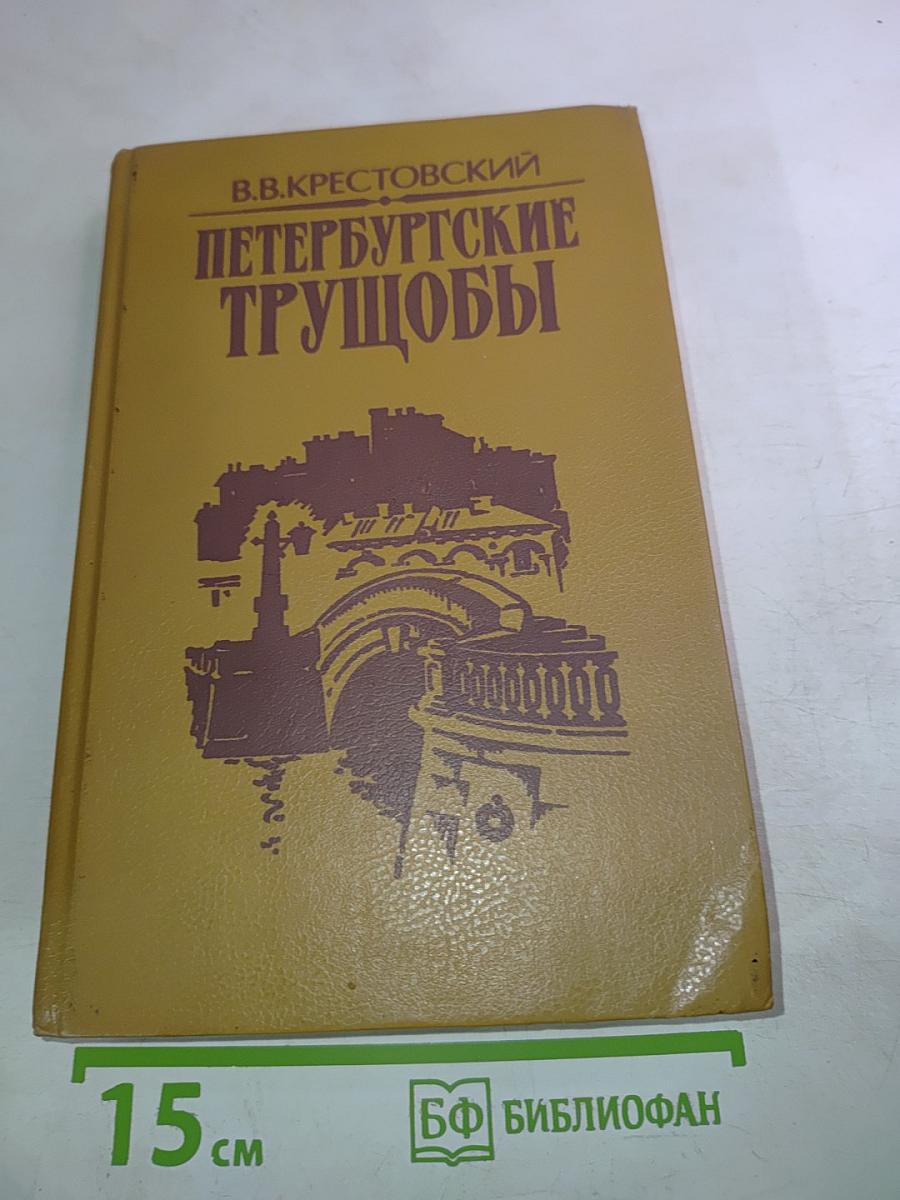 В.В.КРЕСТОВСКИЙ
ПЕТЕРБУРГСКИЕ
ТРУЩОБЫ
15 см
БФ БИБЛИОФАН